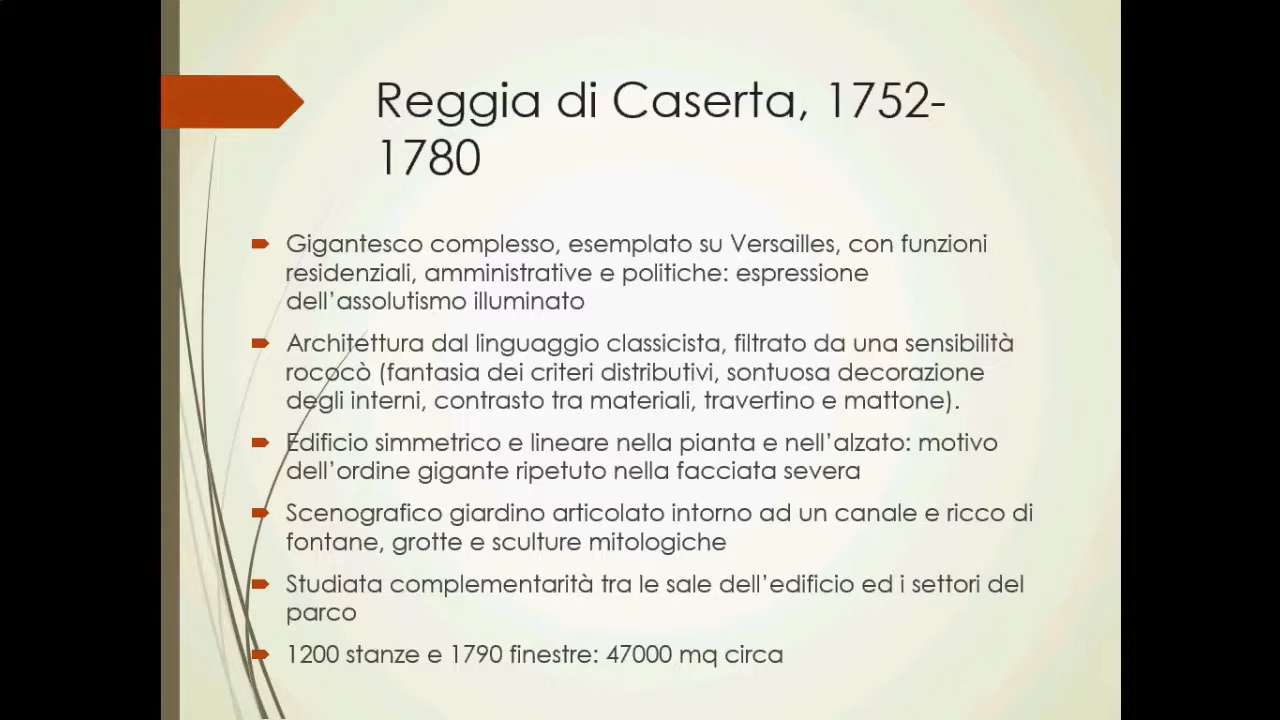 Reggia di Caserta, 1752-
1780
Gigantesco complesso, esemplato su Versailles, con funzioni
residenziali, amministrative e politiche: espressione
dell’assolutismo illuminato
Architettura dal linguaggio classicista, filtrato da una sensibilità
rococò (fantasia dei criteri distributivi, sontuosa decorazione
degli interni, contrasto tra materiali, travertino e mattone).
Edificio simmetrico e lineare nella pianta e nell’alzato: motivo
dell’ordine gigante ripetuto nella facciata severa
Scenografico giardino articolato intorno ad un canale e ricco di
fontane, grotte e sculture mitologiche
Studiata complementarità tra le sale dell’edificio ed i settori del
parco
1200 stanze e 1790 finestre: 47000 mq circa